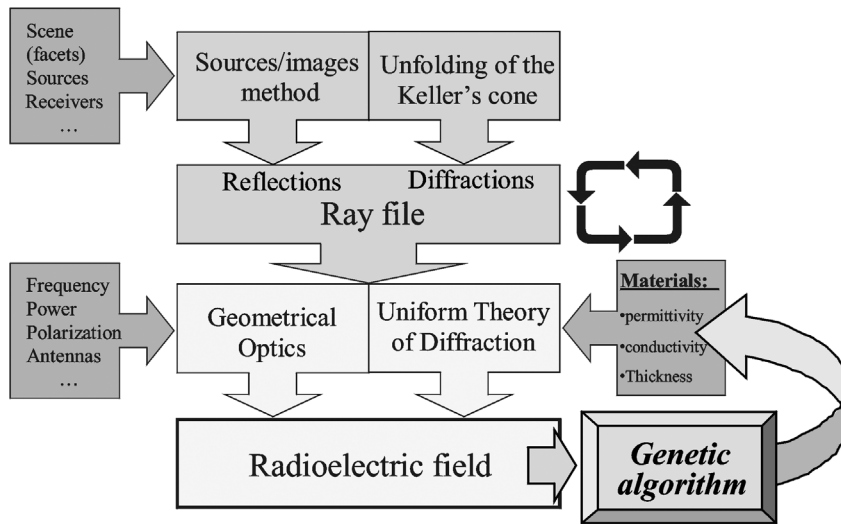 Scene
(facets)
Sources
Receivers
…
Sources/images
method
Unfolding of the
Keller's cone
Reflections
Diffractions
Ray file
Frequency
Power
Polarization
Antennas
…
Geometrical
Optics
Uniform Theory
of Diffraction
Materials:
•permittivity
•conductivity
•Thickness
Radioelectric field
Genetic
algorithm